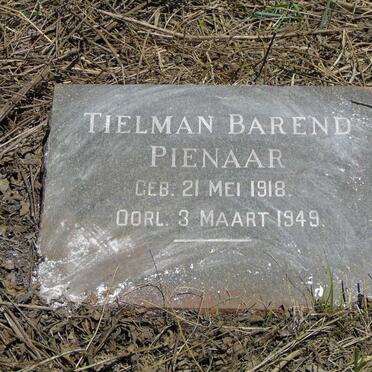 TIELMAN BAREND
PIENAAR
GEB. 21 MEI 1918.
OORL. 3 MAART 1949.